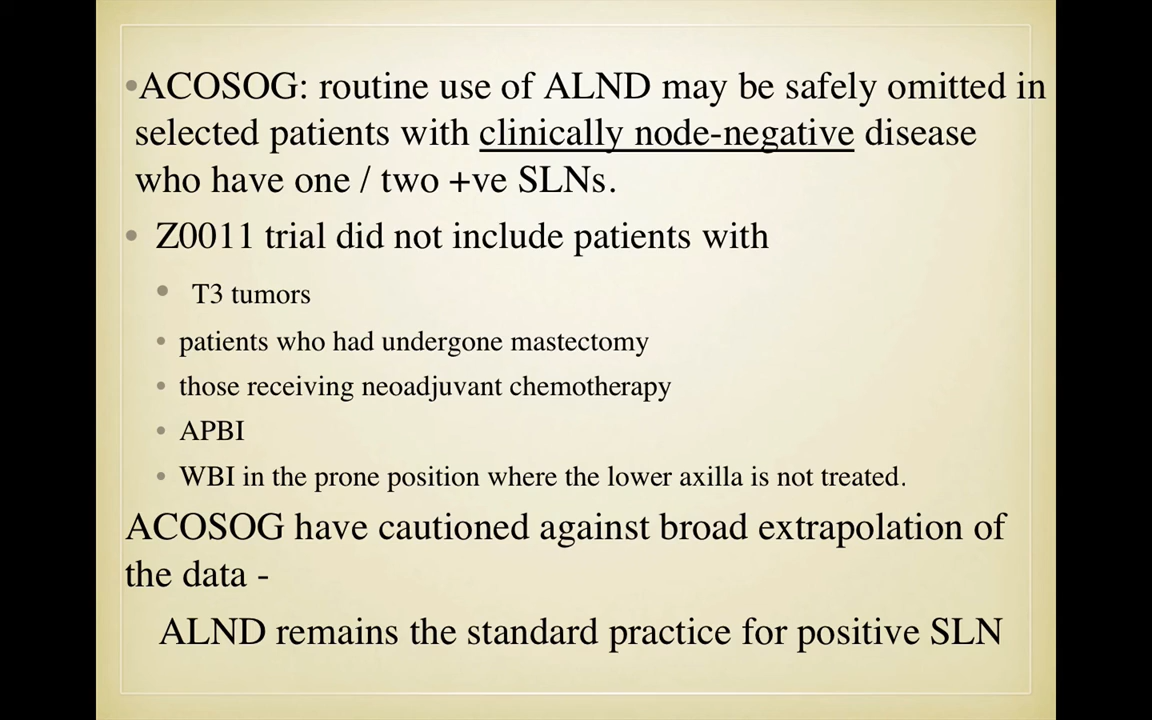 •ACOSOG: routine use of ALND may be safely omitted in
selected patients with clinically node-negative disease
who have one / two +ve SLNs.
• Z0011 trial did not include patients with
• T3 tumors
• patients who had undergone mastectomy
• those receiving neoadjuvant chemotherapy
• APBI
• WBI in the prone position where the lower axilla is not treated.
ACOSOG have cautioned against broad extrapolation of
the data -
ALND remains the standard practice for positive SLN